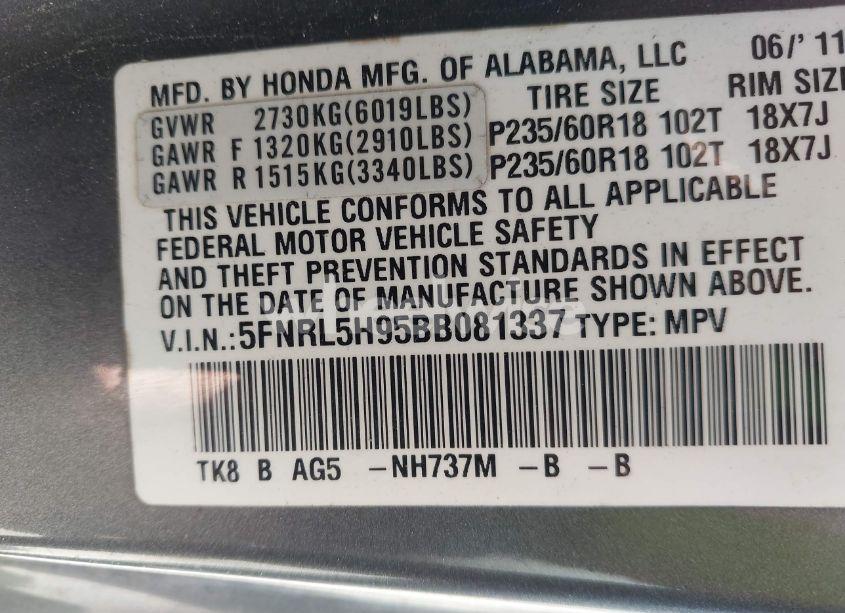 MFD. BY HONDA MFG. OF ALABAMA, LLC 06/' 11
TIRE SIZE RIM SIZE
GVWR 2730KG(6019LBS)
GAWR F 1320KG(2910LBS) P235/60R18 102T 18X7J
GAWR R 1515KG(3340LBS) P235/60R18 102T 18X7J
THIS VEHICLE CONFORMS TO ALL APPLICABLE
FEDERAL MOTOR VEHICLE SAFETY
AND THEFT PREVENTION STANDARDS IN EFFECT
ON THE DATE OF MANUFACTURE SHOWN ABOVE.
V.I.N.:5FNRL5H95BB081337 TYPE: MPV
TK8 B AG5 -NH737M -B -B